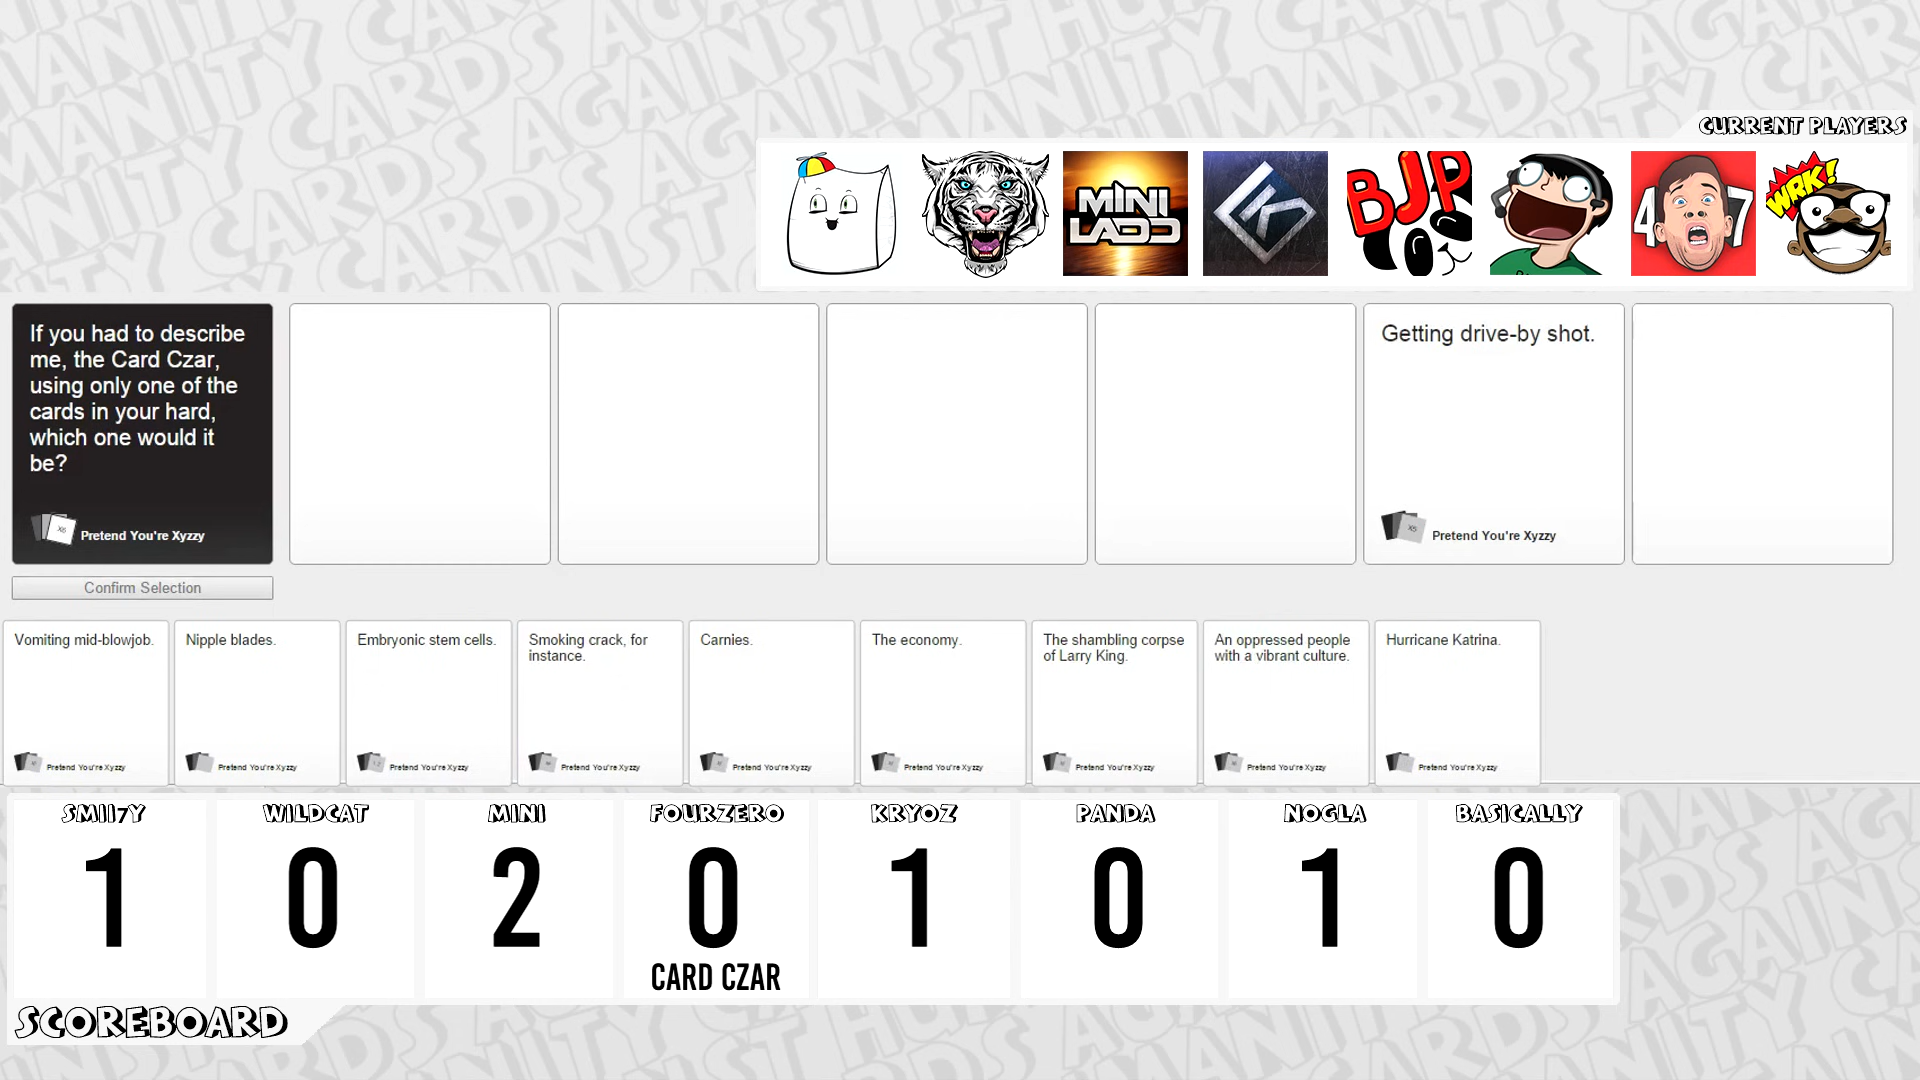 CURRENT PLAYERS
MINI
LADD
BJP
4 7
WRK!
If you had to describe
me, the Card Czar,
using only one of the
cards in your hard,
which one would it
be?
Pretend You're Xyzzy
Getting drive-by shot.
Pretend You're Xyzzy
Confirm Selection
Vomiting mid-blowjob.
Pretend You're Xyzzy
Nipple blades.
Pretend You're Xyzzy
Embryonic stem cells.
Pretend You're Xyzzy
Smoking crack, for
instance.
Pretend You're Xyzzy
Carnies.
Pretend You're Xyzzy
The economy.
Pretend You're Xyzzy
The shambling corpse
of Larry King.
Pretend You're Xyzzy
An oppressed people
with a vibrant culture.
Pretend You're Xyzzy
Hurricane Katrina.
Pretend You're Xyzzy
SMII7Y
1
WILDCAT
0
MINI
2
FOURZERO
0
CARD CZAR
KRYOZ
1
PANDA
0
NOGLA
1
BASICALLY
0
SCOREBOARD